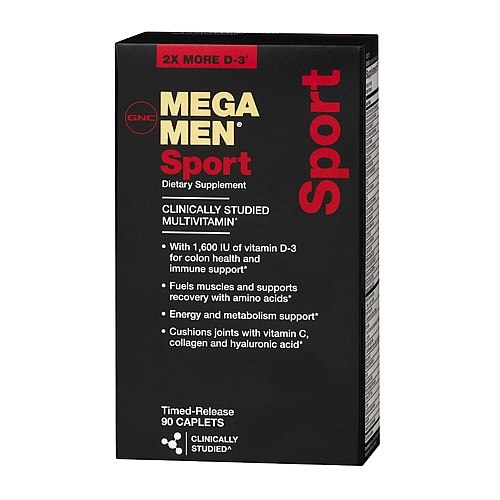 2X MORE D-3†
GNC
MEGA
MEN®
Sport
Dietary Supplement
CLINICALLY STUDIED
MULTIVITAMIN*
• With 1,600 IU of vitamin D-3
for colon health and
immune support*
• Fuels muscles and supports
recovery with amino acids*
• Energy and metabolism support*
• Cushions joints with vitamin C,
collagen and hyaluronic acid*
Timed-Release
90 CAPLETS
CLINICALLY
STUDIED^
Sport